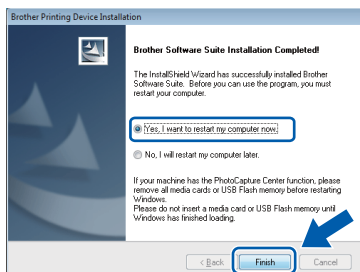 Brother Printing Device Installation
Brother Software Suite Installation Completed!
The InstallShield Wizard has successfully installed Brother
Software Suite. Before you can use the program, you must
restart your computer.
Yes, I want to restart my computer now.
No, I will restart my computer later.
If your machine has the PhotoCapture Center function, please
remove all media cards or USB Flash memory before restarting
Windows.
Please do not insert a media card or USB Flash memory until
Windows has finished loading.
< Back
Finish
Cancel